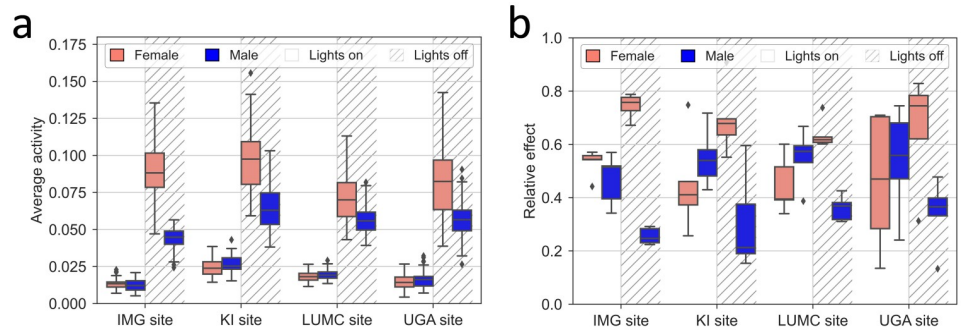 a
b
Average activity
0.175
0.150
0.125
0.100
0.075
0.050
0.025
0.000
Female Male Lights on Lights off
IMG site KI site LUMC site UGA site
Relative effect
1.0
0.8
0.6
0.4
0.2
0.0
Female Male Lights on Lights off
IMG site KI site LUMC site UGA site